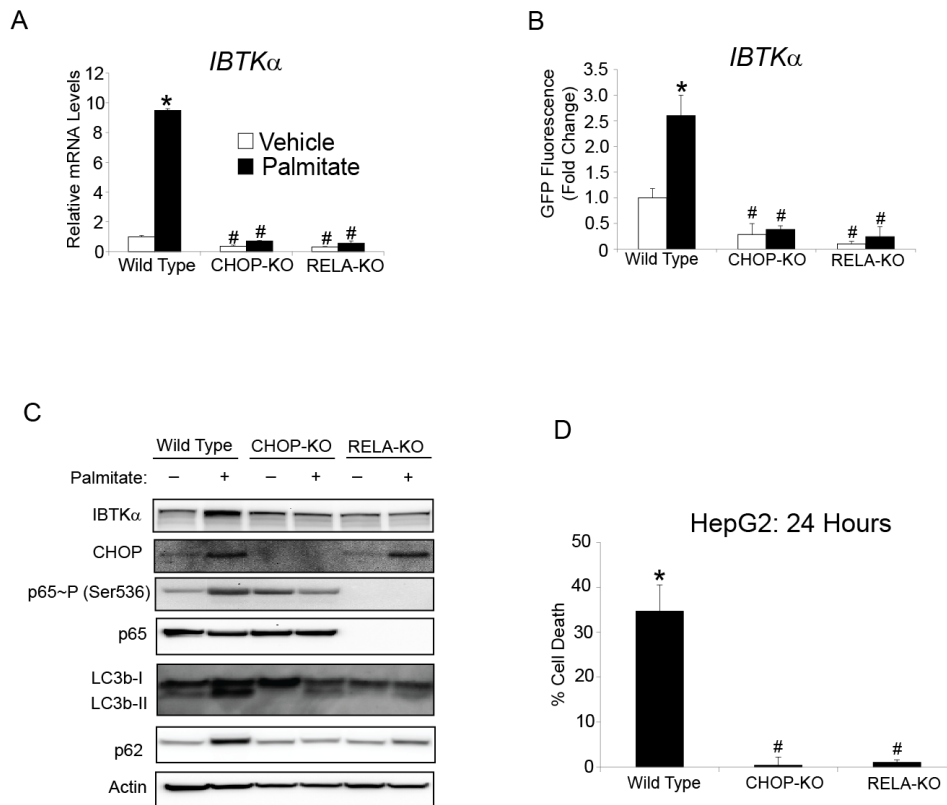 A
IBTKα
Relative mRNA Levels
12
10
8
6
4
2
0
*
# # # #
Vehicle
Palmitate
Wild Type CHOP-KO RELA-KO
B
IBTKα
GFP Fluorescence
(Fold Change)
3.5
3.0
2.5
2.0
1.5
1.0
0.5
0.0
*
# # # #
Wild Type CHOP-KO RELA-KO
C
Wild Type CHOP-KO RELA-KO
Palmitate: – + – + – +
IBTKα
CHOP
p65~P (Ser536)
p65
LC3b-I
LC3b-II
p62
Actin
D
HepG2: 24 Hours
% Cell Death
50
40
30
20
10
0
*
# #
Wild Type CHOP-KO RELA-KO